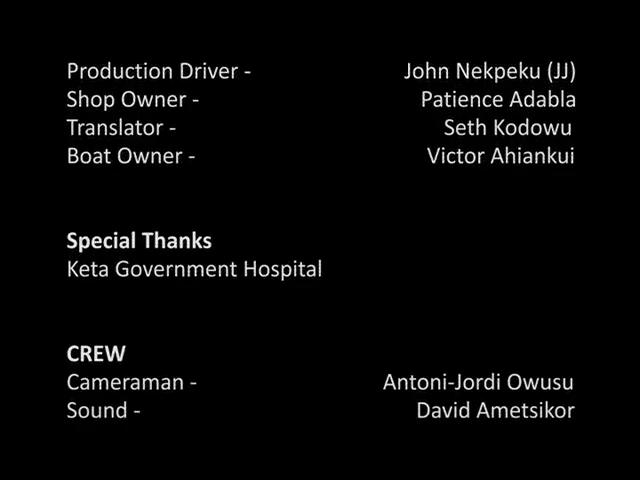 Production Driver - John Nekpeku (JJ)
Shop Owner - Patience Adabla
Translator - Seth Kodowu
Boat Owner - Victor Ahiankui
Special Thanks
Keta Government Hospital
CREW
Cameraman - Antoni-Jordi Owusu
Sound - David Ametsikor